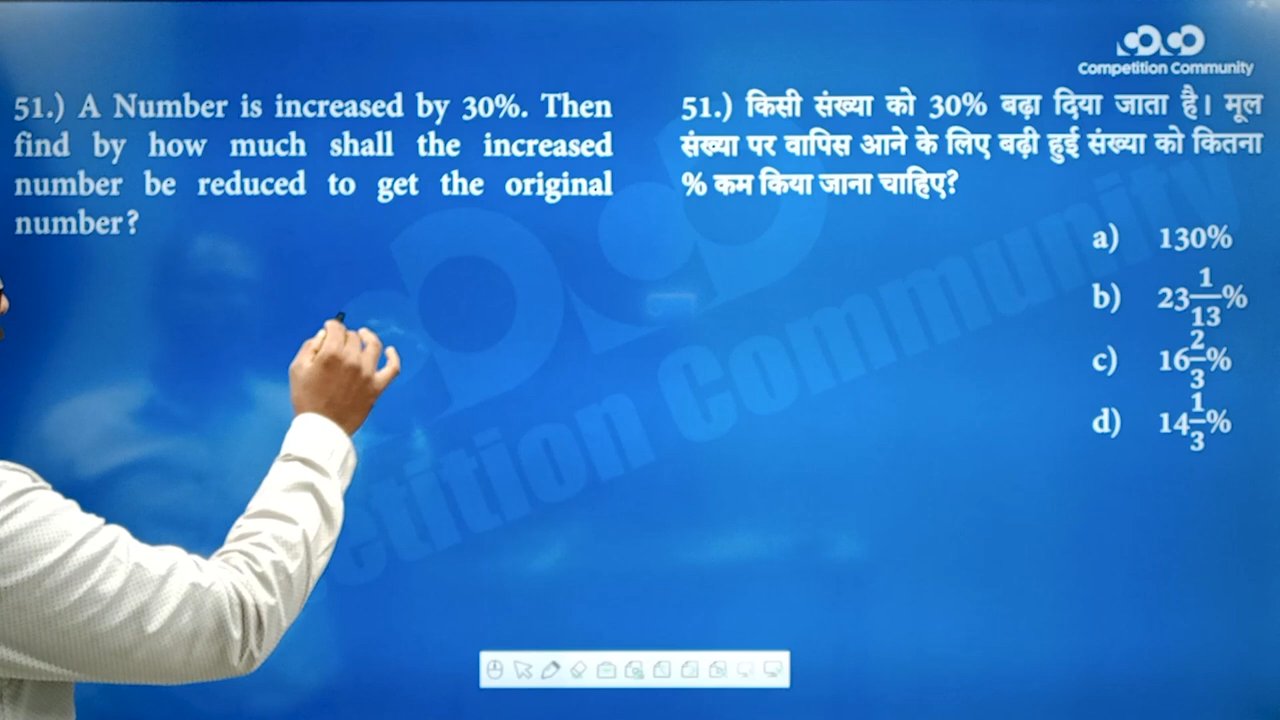 Competition Community
51.) A Number is increased by 30%. Then
find by how much shall the increased
number be reduced to get the original
number?
51.) किसी संख्या को 30% बढ़ा दिया जाता है। मूल
संख्या पर वापिस आने के लिए बढ़ी हुई संख्या को कितना
% कम किया जाना चाहिए?
a) 130%
b) 23 1/13%
c) 16 2/3%
d) 14 1/3%
etition Community